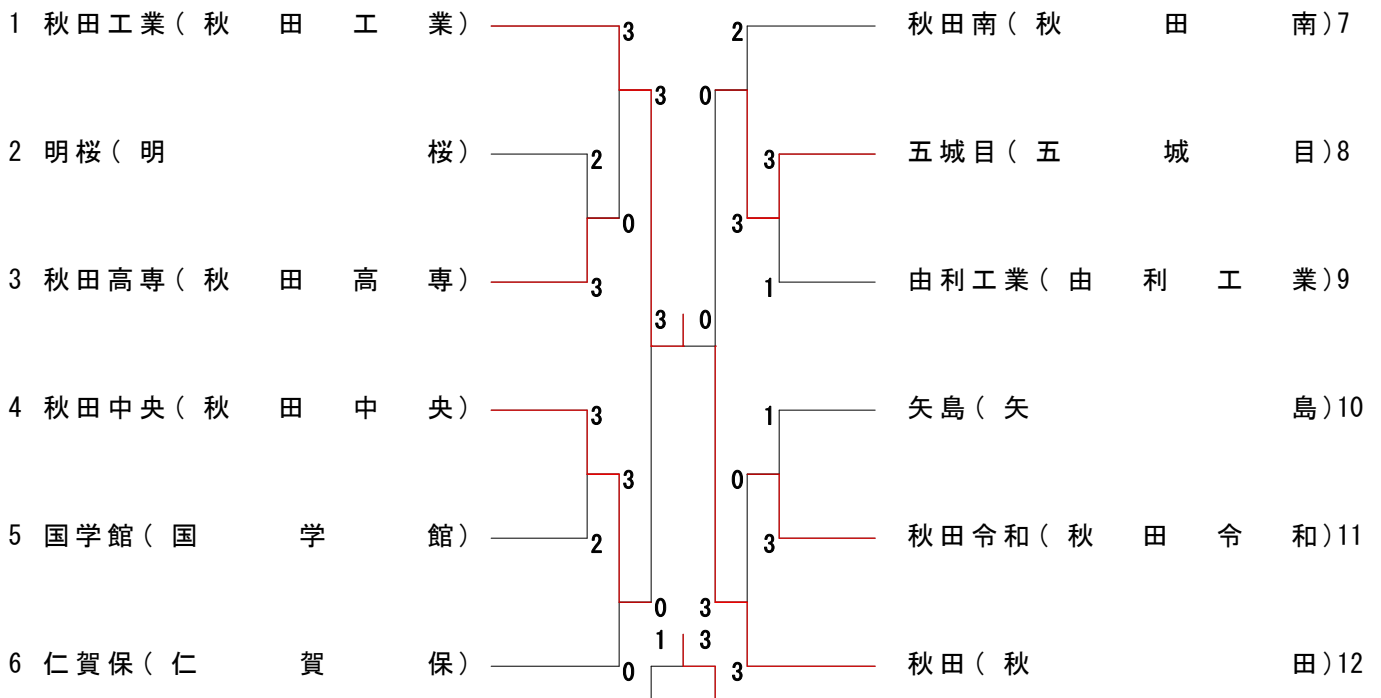 1 秋田工業(秋田工業) 3 2 秋田南(秋田南)7
3 0
2 明桜(明桜) 2 3 五城目(五城目)8
0 3
3 秋田高専(秋田高専) 3 1 由利工業(由利工業)9
3 0
4 秋田中央(秋田中央) 3 1 矢島(矢島)10
3 0
5 国学館(国学館) 2 3 秋田令和(秋田令和)11
0 3
1 3
6 仁賀保(仁賀保) 0 3 秋田(秋田)12